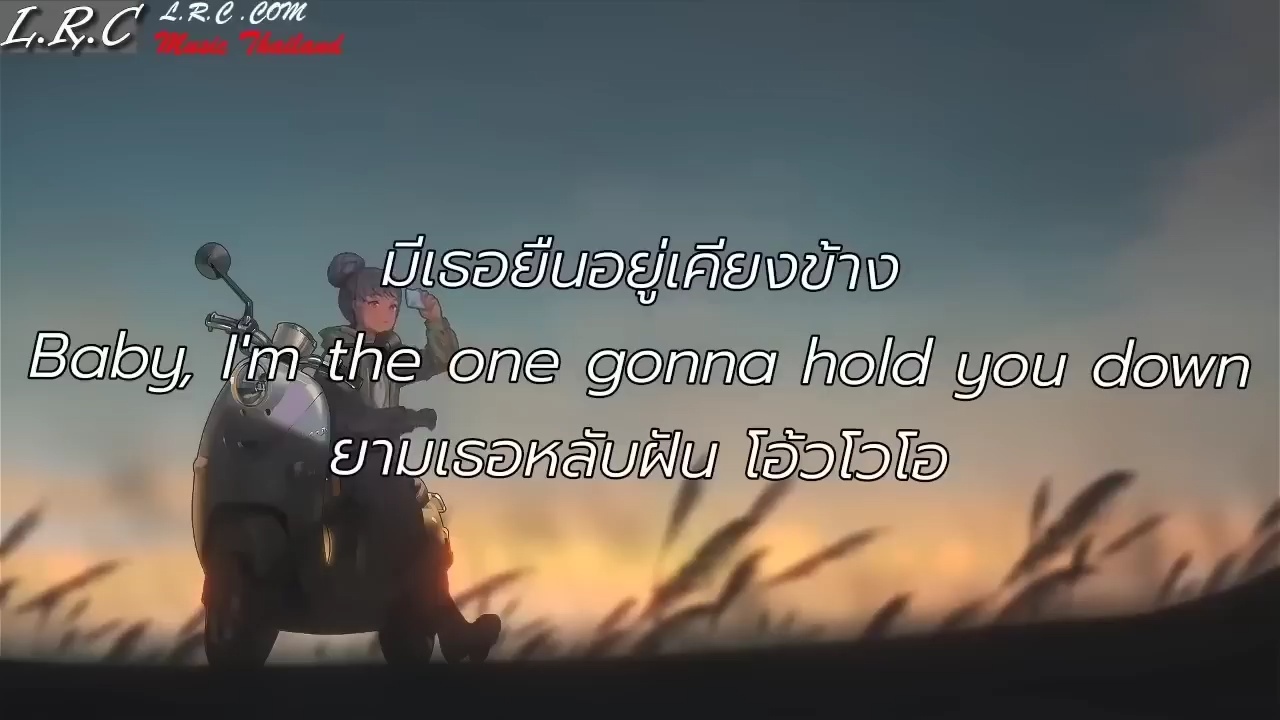 L.R.C
L.R.C .COM
Music Thailand
มีเธอยืนอยู่เคียงข้าง
Baby, I'm the one gonna hold you down
ยามเธอหลับฝัน โอ้วโวโอ